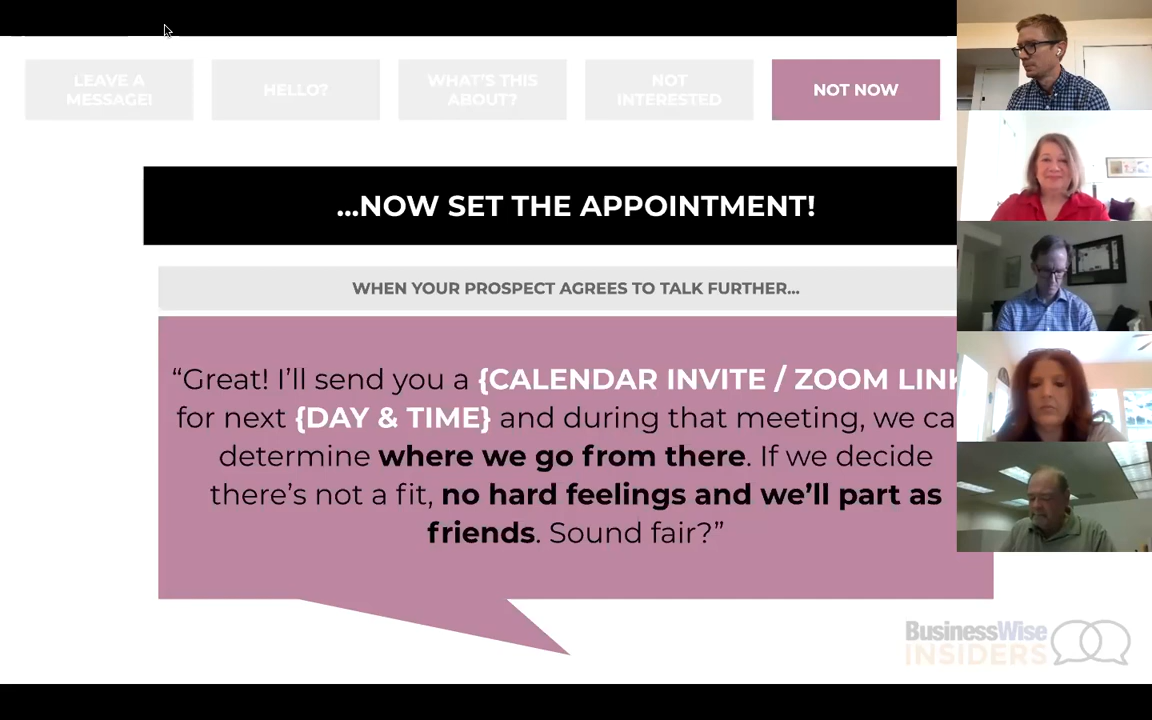 LEAVE A
MESSAGE!
HELLO?
WHAT'S THIS
ABOUT?
NOT
INTERESTED
NOT NOW
...NOW SET THE APPOINTMENT!
WHEN YOUR PROSPECT AGREES TO TALK FURTHER...
“Great! I’ll send you a {CALENDAR INVITE / ZOOM LINK
for next {DAY & TIME} and during that meeting, we ca
determine where we go from there. If we decide
there’s not a fit, no hard feelings and we’ll part as
friends. Sound fair?”
BusinessWise
INSIDERS